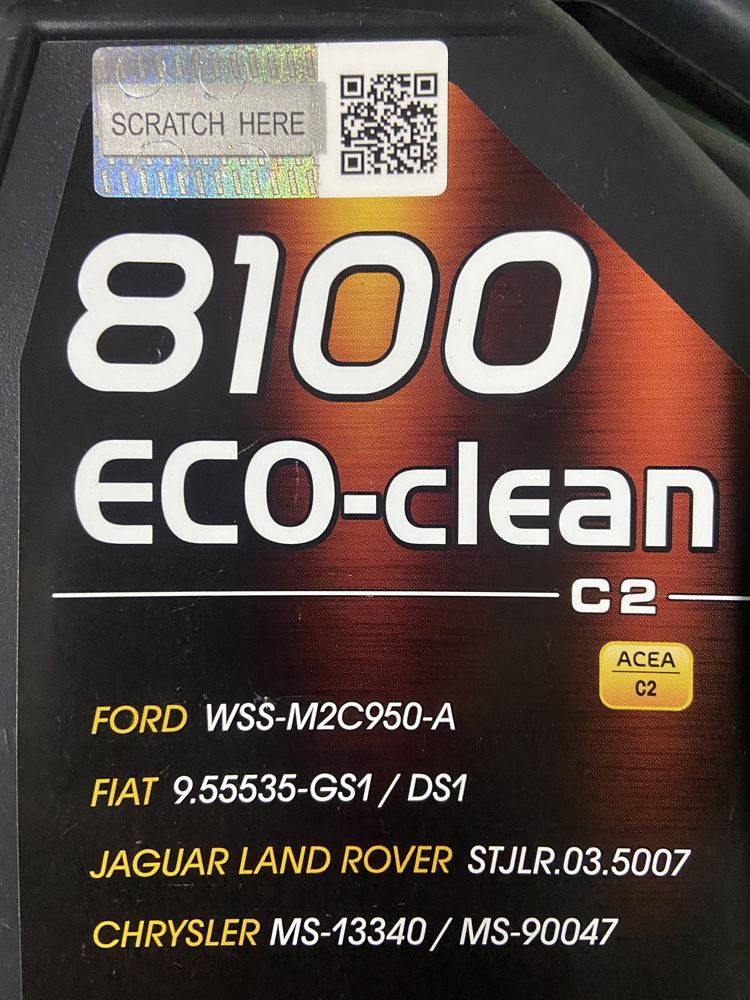 SCRATCH HERE
8100
ECO-clean
C2
ACEA
C2
FORD WSS-M2C950-A
FIAT 9.55535-GS1 / DS1
JAGUAR LAND ROVER STJLR.03.5007
CHRYSLER MS-13340 / MS-90047